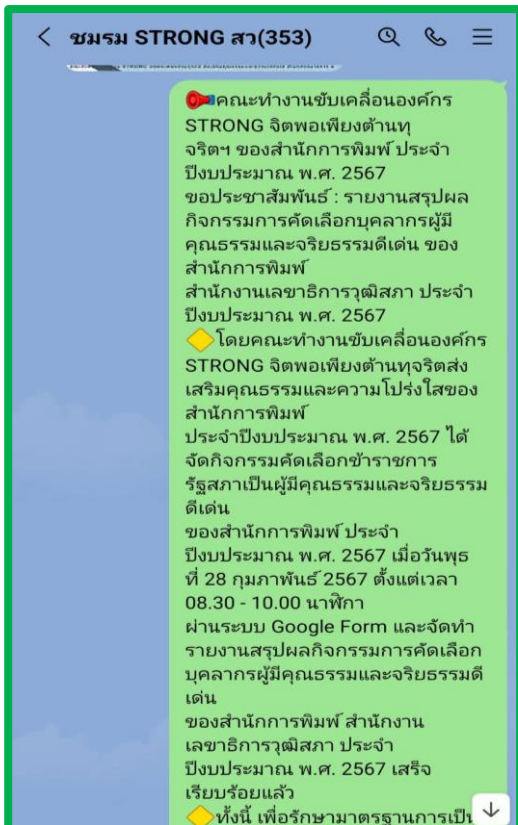 ชมรม STRONG สว(353)
คณะทำงานขับเคลื่อนองค์กร
STRONG จิตพอเพียงต้านทุ
จริตฯ ของสำนักการพิมพ์ ประจำ
ปีงบประมาณ พ.ศ. 2567
ขอประชาสัมพันธ์ : รายงานสรุปผล
กิจกรรมการคัดเลือกบุคลากรผู้มี
คุณธรรมและจริยธรรมดีเด่น ของ
สำนักการพิมพ์
สำนักงานเลขาธิการวุฒิสภา ประจำ
ปีงบประมาณ พ.ศ. 2567
โดยคณะทำงานขับเคลื่อนองค์กร
STRONG จิตพอเพียงต้านทุจริตส่ง
เสริมคุณธรรมและความโปร่งใสของ
สำนักการพิมพ์
ประจำปีงบประมาณ พ.ศ. 2567 ได้
จัดกิจกรรมคัดเลือกข้าราชการ
รัฐสภาเป็นผู้มีคุณธรรมและจริยธรรม
ดีเด่น
ของสำนักการพิมพ์ ประจำ
ปีงบประมาณ พ.ศ. 2567 เมื่อวันพุธ
ที่ 28 กุมภาพันธ์ 2567 ตั้งแต่เวลา
08.30 - 10.00 นาฬิกา
ผ่านระบบ Google Form และจัดทำ
รายงานสรุปผลกิจกรรมการคัดเลือก
บุคลากรผู้มีคุณธรรมและจริยธรรมดี
เด่น
ของสำนักการพิมพ์ สำนักงาน
เลขาธิการวุฒิสภา ประจำ
ปีงบประมาณ พ.ศ. 2567 เสร็จ
เรียบร้อยแล้ว
ทั้งนี้ เพื่อรักษามาตรฐานการเป็น